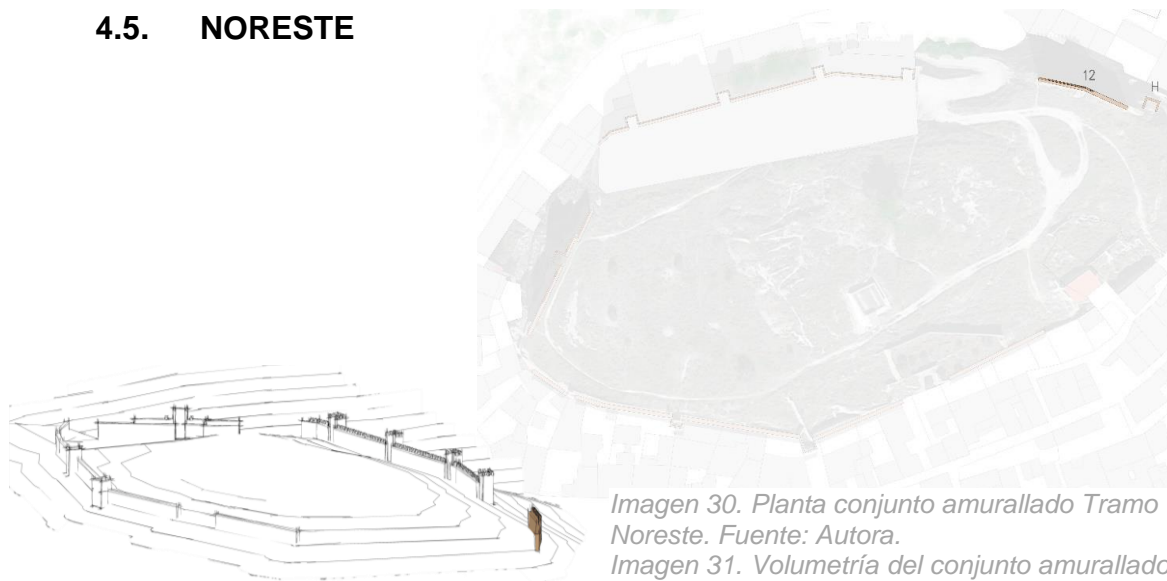 4.5. NORESTE
12
H
Imagen 30. Planta conjunto amurallado Tramo
Noreste. Fuente: Autora.
Imagen 31. Volumetría del conjunto amurallado